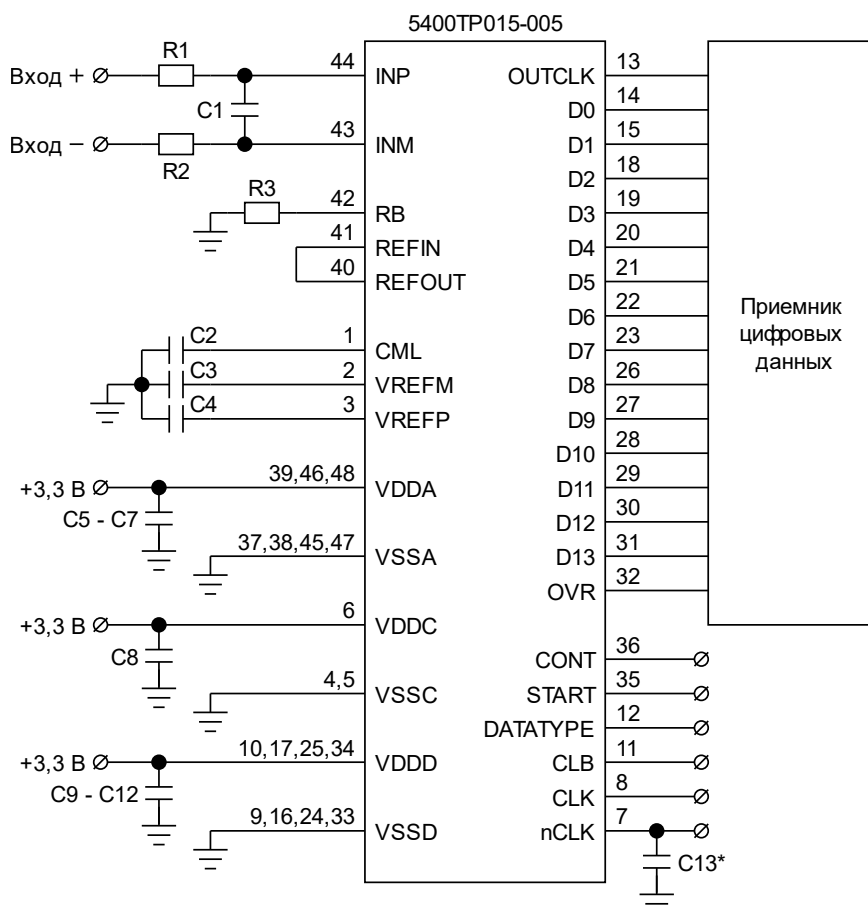 5400ТР015-005
R1
Вход +
44
INP
C1
Вход –
43
INM
R2
R3
42
RB
41
REFIN
40
REFOUT
C2
1
CML
C3
2
VREFM
C4
3
VREFP
39,46,48
+3,3 В
VDDA
C5 - C7
37,38,45,47
VSSA
6
+3,3 В
VDDC
C8
4,5
VSSC
10,17,25,34
+3,3 В
VDDD
C9 - C12
9,16,24,33
VSSD
OUTCLK
13
D0
14
D1
15
D2
18
D3
19
D4
20
D5
21
D6
22
D7
23
D8
26
D9
27
D10
28
D11
29
D12
30
D13
31
OVR
32
CONT
36
START
35
DATATYPE
12
CLB
11
CLK
8
nCLK
7
C13*
Приемник
цифровых
данных